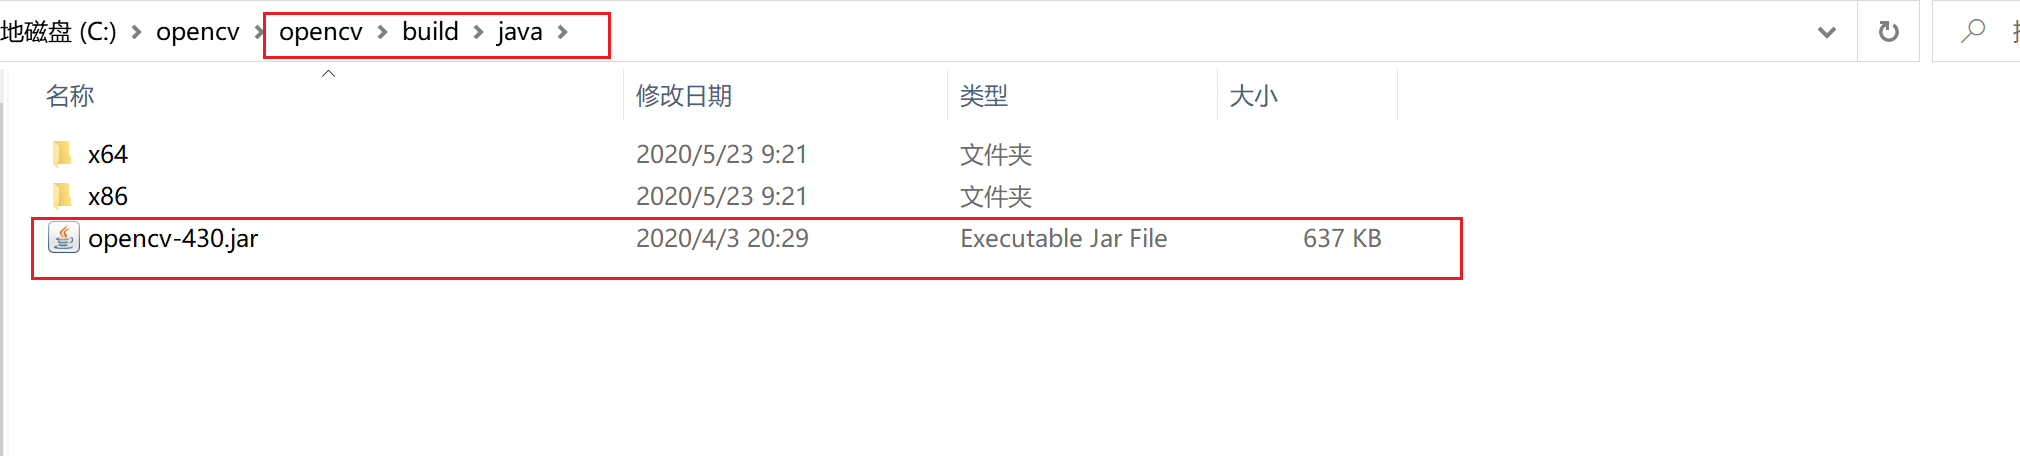 地磁盘 (C:) > opencv > opencv > build > java >
名称 修改日期 类型 大小
x64 2020/5/23 9:21 文件夹
x86 2020/5/23 9:21 文件夹
opencv-430.jar 2020/4/3 20:29 Executable Jar File 637 KB